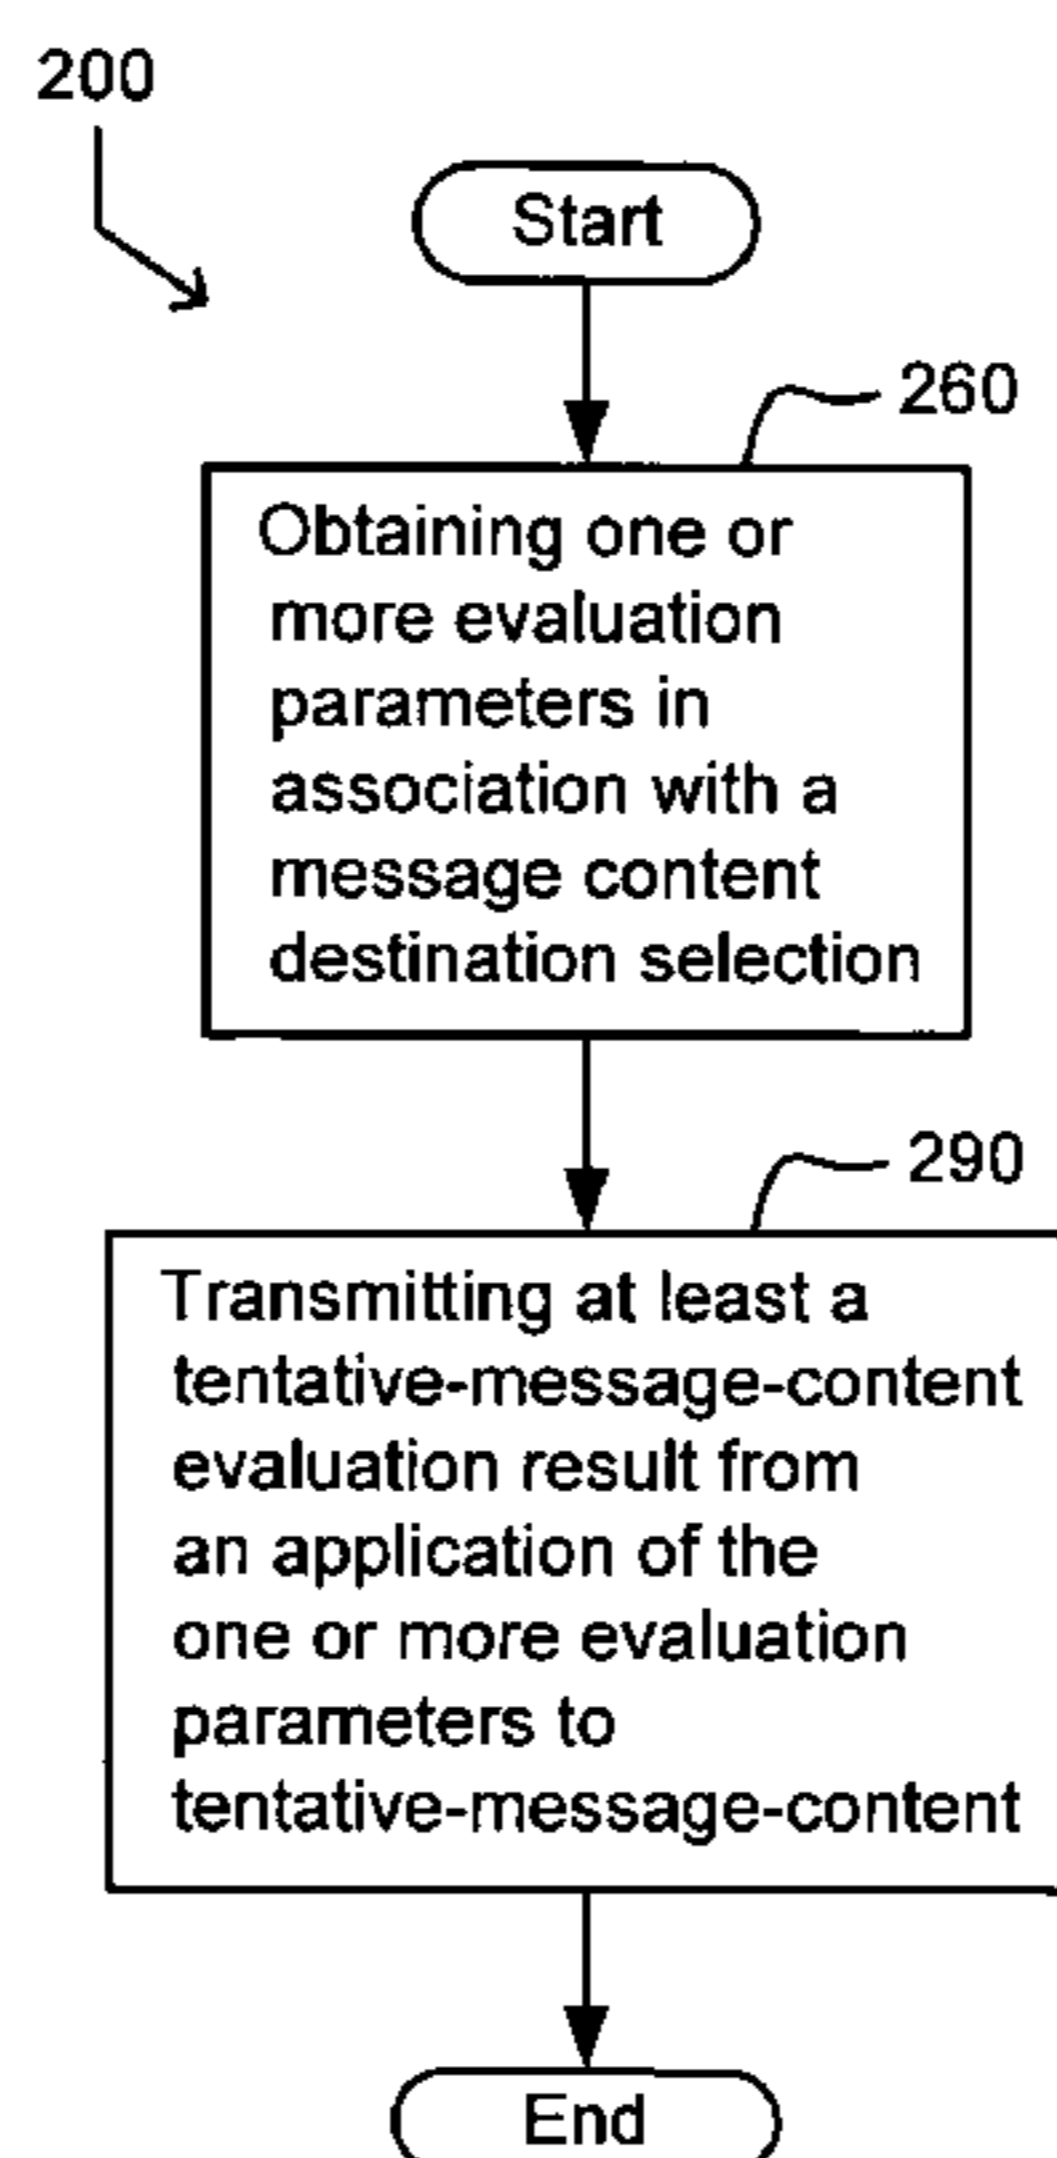 200
Start
260
Obtaining one or
more evaluation
parameters in
association with a
message content
destination selection
290
Transmitting at least a
tentative-message-content
evaluation result from
an application of the
one or more evaluation
parameters to
tentative-message-content
End